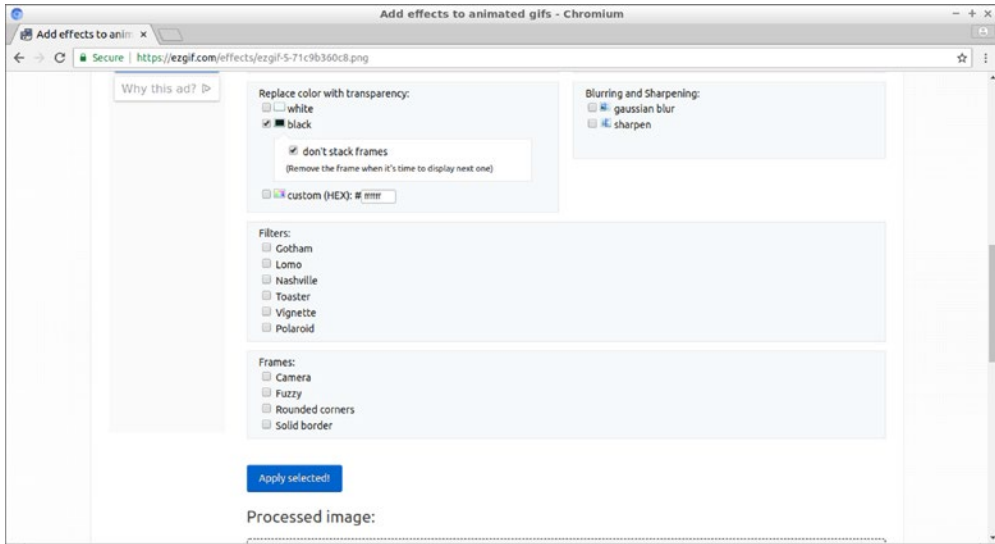 Add effects to animated gifs - Chromium
Add effects to anim
Secure | https://ezgif.com/effects/ezgif-5-71c9b360c8.png
Why this ad?
Replace color with transparency:
white
black
don't stack frames
(Remove the frame when it's time to display next one)
custom (HEX): # ffffff
Blurring and Sharpening:
gaussian blur
sharpen
Filters:
Gotham
Lomo
Nashville
Toaster
Vignette
Polaroid
Frames:
Camera
Fuzzy
Rounded corners
Solid border
Apply selected!
Processed image: